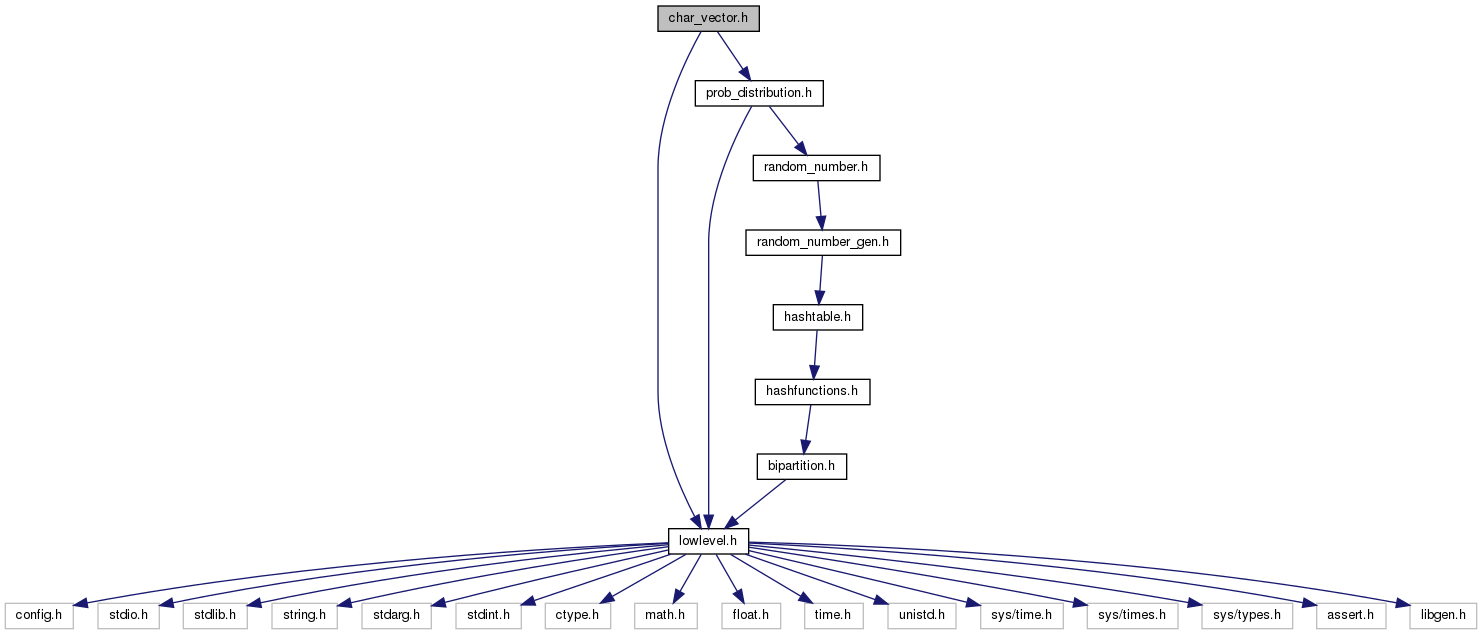 char_vector.h
prob_distribution.h
random_number.h
random_number_gen.h
hashtable.h
hashfunctions.h
bipartition.h
lowlevel.h
config.h
stdio.h
stdlib.h
string.h
stdarg.h
stdint.h
ctype.h
math.h
float.h
time.h
unistd.h
sys/time.h
sys/times.h
sys/types.h
assert.h
libgen.h